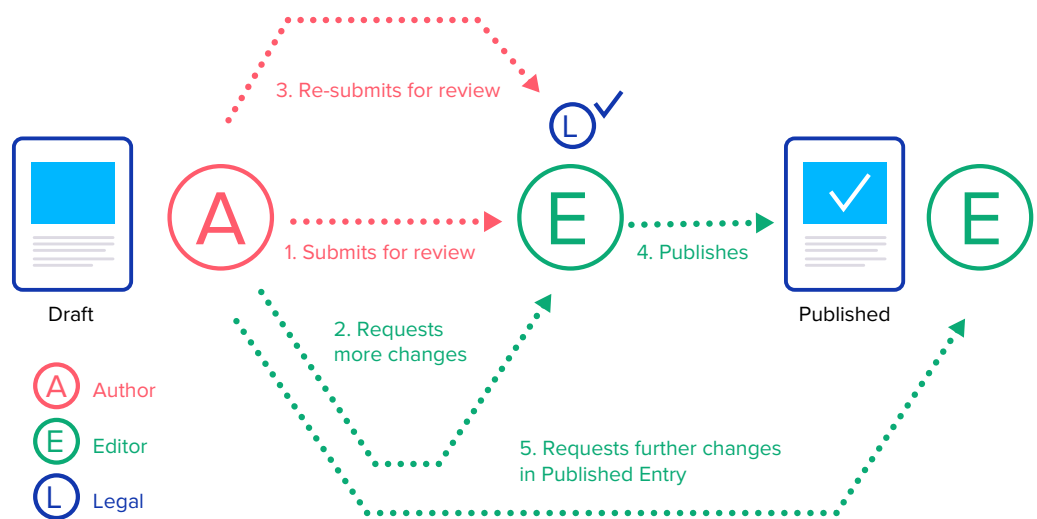 3. Re-submits for review
L
A
E
E
1. Submits for review
4. Publishes
Draft
Published
2. Requests
more changes
A Author
E Editor
L Legal
5. Requests further changes
in Published Entry